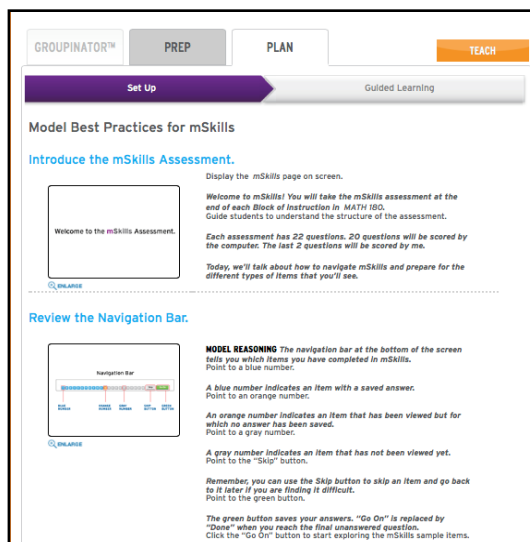 GROUPINATOR™
PREP
PLAN
TEACH
Set Up
Guided Learning
Model Best Practices for mSkills
Introduce the mSkills Assessment.
Display the mSkills page on screen.
Welcome to mSkills! You will take the mSkills assessment at the
end of each Block of Instruction in MATH 180.
Guide students to understand the structure of the assessment.
Each assessment has 22 questions. 20 questions will be scored by
the computer. The last 2 questions will be scored by me.
Today, we'll talk about how to navigate mSkills and prepare for the
different types of items that you'll see.
Welcome to the mSkills Assessment.
ENLARGE
Review the Navigation Bar.
MODEL REASONING The navigation bar at the bottom of the screen
tells you which items you have completed in mSkills.
Point to a blue number.
A blue number indicates an item with a saved answer.
Point to an orange number.
An orange number indicates an item that has been viewed but for
which no answer has been saved.
Point to a gray number.
A gray number indicates an item that has not been viewed yet.
Point to the "Skip" button.
Remember, you can use the Skip button to skip an item and go back
to it later if you are finding it difficult.
Point to the green button.
The green button saves your answers. "Go On" is replaced by
"Done" when you reach the final unanswered question.
Click the "Go On" button to start exploring the mSkills sample items.
Navigation Bar
BLUE NUMBER
ORANGE NUMBER
GRAY NUMBER
SKIP BUTTON
GREEN BUTTON
ENLARGE